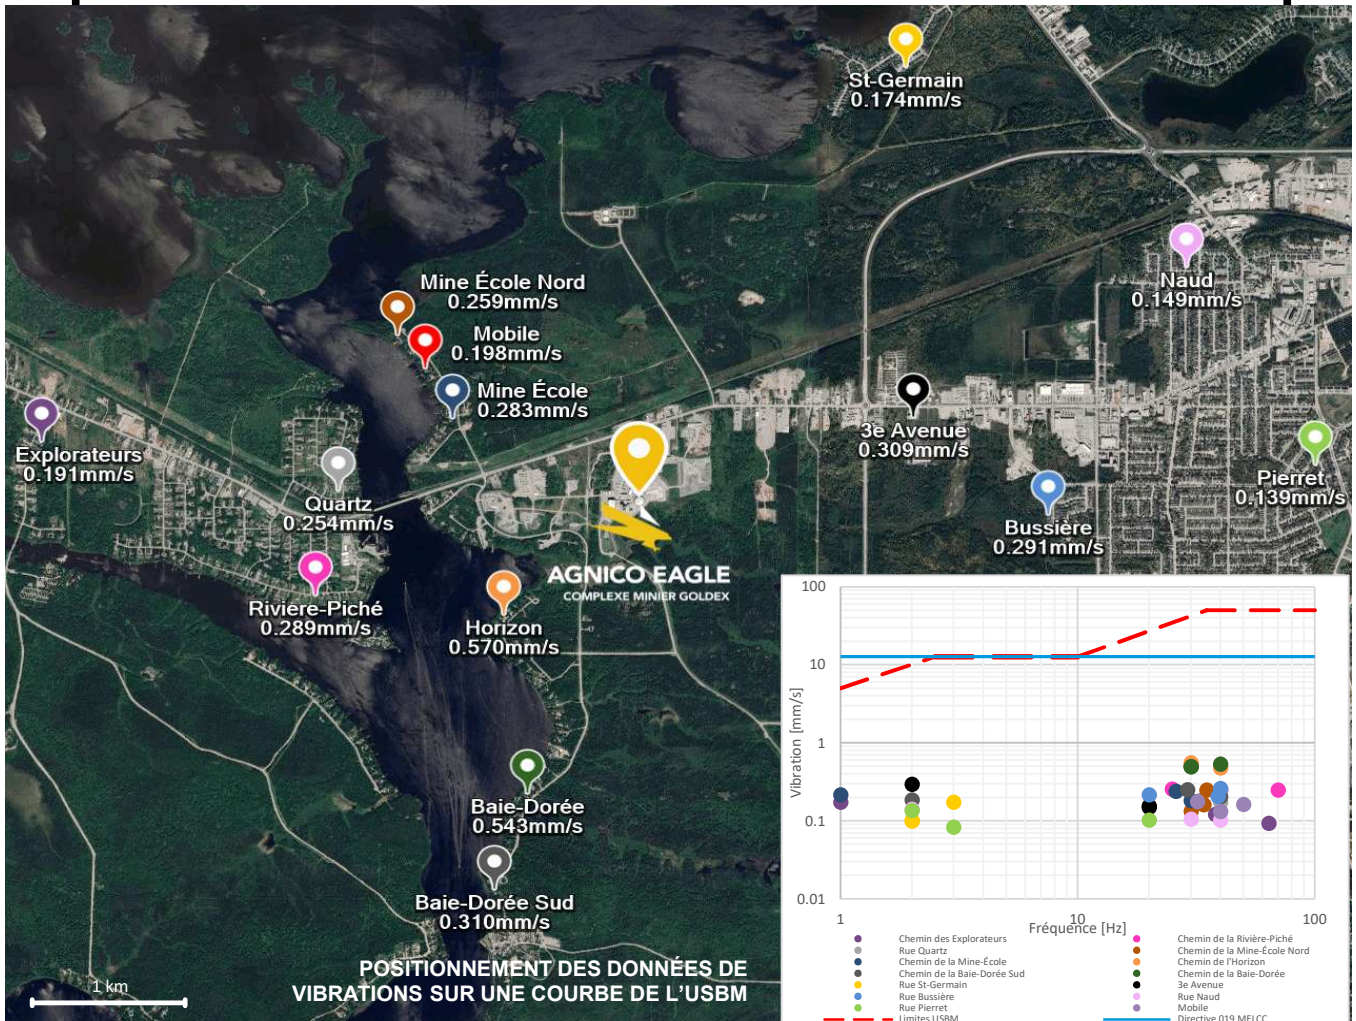 St-Germain
0.174mm/s
Naud
0.149mm/s
Mine École Nord
0.259mm/s
Mobile
0.198mm/s
Mine École
0.283mm/s
Explorateurs
0.191mm/s
3e Avenue
0.309mm/s
Pierret
0.139mm/s
Quartz
0.254mm/s
Bussière
0.291mm/s
AGNICO EAGLE
COMPLEXE MINIER GOLDEX
Riviere-Piché
0.289mm/s
Horizon
0.570mm/s
Baie-Dorée
0.543mm/s
Baie-Dorée Sud
0.310mm/s
POSITIONNEMENT DES DONNÉES DE
VIBRATIONS SUR UNE COURBE DE L'USBM
1 km
100
10
1
0.1
0.01
Vibration [mm/s]
1
10
100
Fréquence [Hz]
Chemin des Explorateurs
Chemin de la Rivière-Piché
Rue Quartz
Chemin de la Mine-École Nord
Chemin de la Mine-École
Chemin de l'Horizon
Chemin de la Baie-Dorée Sud
Chemin de la Baie-Dorée
Rue St-Germain
3e Avenue
Rue Bussière
Rue Naud
Rue Pierret
Mobile
Limites USBM
Directive 019 MELCC